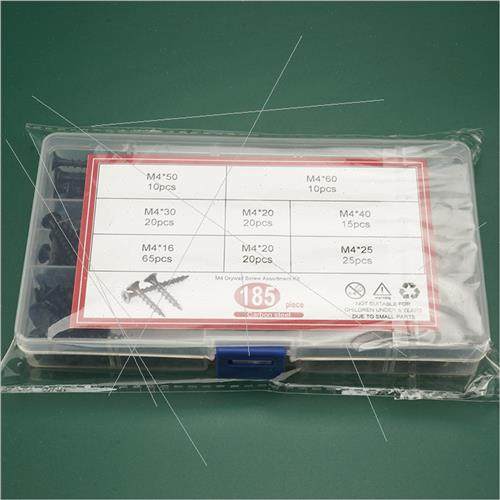 M4*50
10pcs
M4*60
10pcs
M4*30
20pcs
M4*20
20pcs
M4*40
15pcs
M4*16
65pcs
M4*20
20pcs
M4*25
25pcs
M4 Drywall Screw Assortment Kit
185 piece
Carbon steel
NOT SUITABLE FOR
CHILDREN UNDER 3 YEARS
DUE TO SMALL PARTS